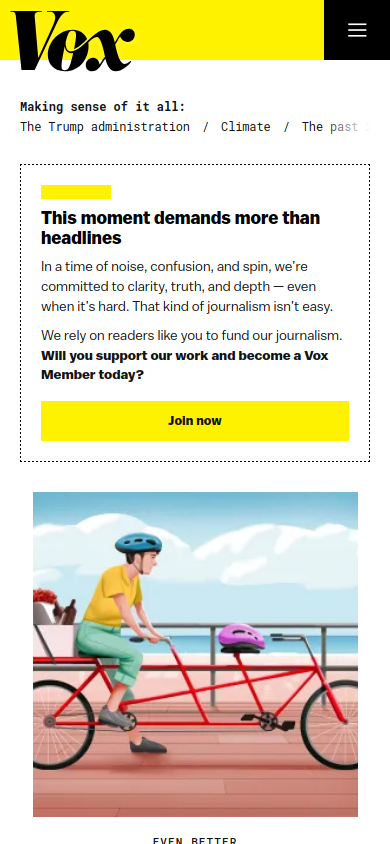 Vox
Making sense of it all:
The Trump administration / Climate / The past
This moment demands more than
headlines
In a time of noise, confusion, and spin, we’re
committed to clarity, truth, and depth — even
when it’s hard. That kind of journalism isn’t easy.
We rely on readers like you to fund our journalism.
Will you support our work and become a Vox
Member today?
Join now
EVEN BETTER